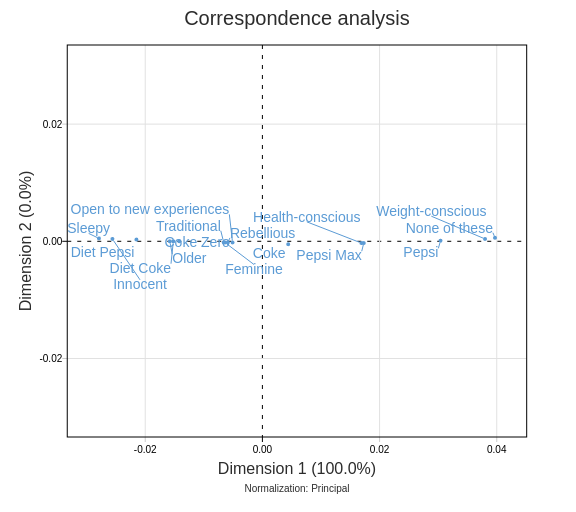 Correspondence analysis
Dimension 2 (0.0%)
0.02
0.00
-0.02
Open to new experiences
Sleepy
Traditional
Health-conscious
Rebellious
Weight-conscious
None of these
Coke Zero
Diet Pepsi
Older
Coke
Pepsi Max
Pepsi
Diet Coke
Feminine
Innocent
-0.02
0.00
0.02
0.04
Dimension 1 (100.0%)
Normalization: Principal